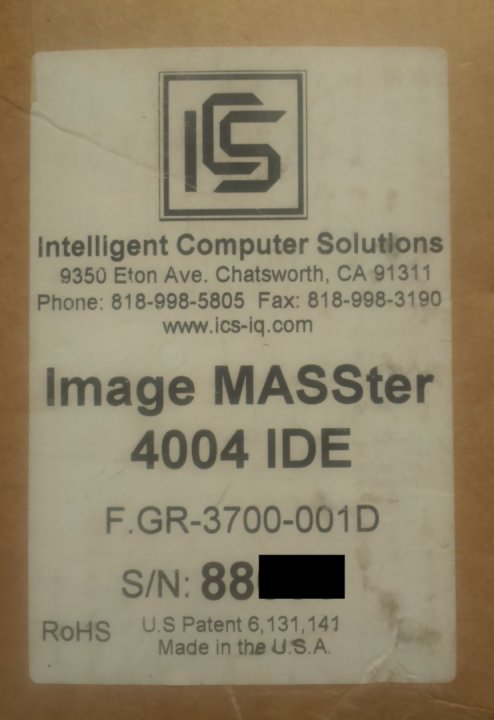 ICS
Intelligent Computer Solutions
9350 Eton Ave. Chatsworth, CA 91311
Phone: 818-998-5805 Fax: 818-998-3190
www.ics-iq.com
Image MASSter
4004 IDE
F.GR-3700-001D
S/N: 88
RoHS
U.S Patent 6,131,141
Made in the U.S.A.